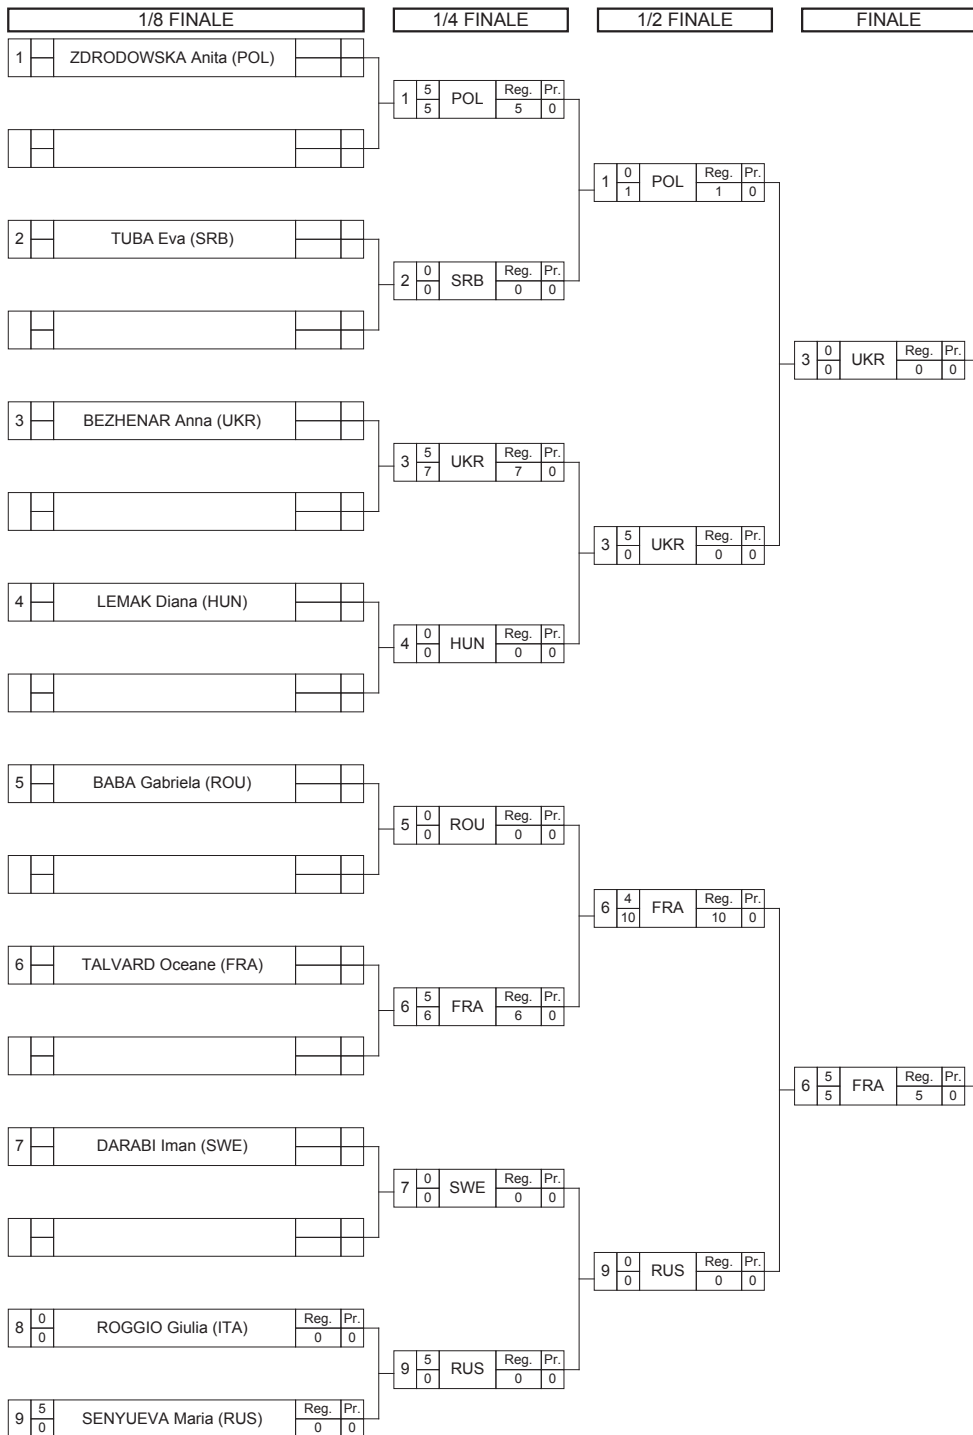 1/8 FINALE 1/4 FINALE 1/2 FINALE FINALE
1 ZDRODOWSKA Anita (POL)
1 5 5 POL Reg. 5 Pr. 0
1 0 1 POL Reg. 1 Pr. 0
2 TUBA Eva (SRB)
2 0 0 SRB Reg. 0 Pr. 0
3 0 0 UKR Reg. 0 Pr. 0
3 BEZHENAR Anna (UKR)
3 5 7 UKR Reg. 7 Pr. 0
3 5 0 UKR Reg. 0 Pr. 0
4 LEMAK Diana (HUN)
4 0 0 HUN Reg. 0 Pr. 0
5 BABA Gabriela (ROU)
5 0 0 ROU Reg. 0 Pr. 0
6 4 10 FRA Reg. 10 Pr. 0
6 TALVARD Oceane (FRA)
6 5 6 FRA Reg. 6 Pr. 0
6 5 5 FRA Reg. 5 Pr. 0
7 DARABI Iman (SWE)
7 0 0 SWE Reg. 0 Pr. 0
9 0 0 RUS Reg. 0 Pr. 0
8 0 0 ROGGIO Giulia (ITA) Reg. 0 Pr. 0
9 5 0 RUS Reg. 0 Pr. 0
9 5 0 SENYUEVA Maria (RUS) Reg. 0 Pr. 0